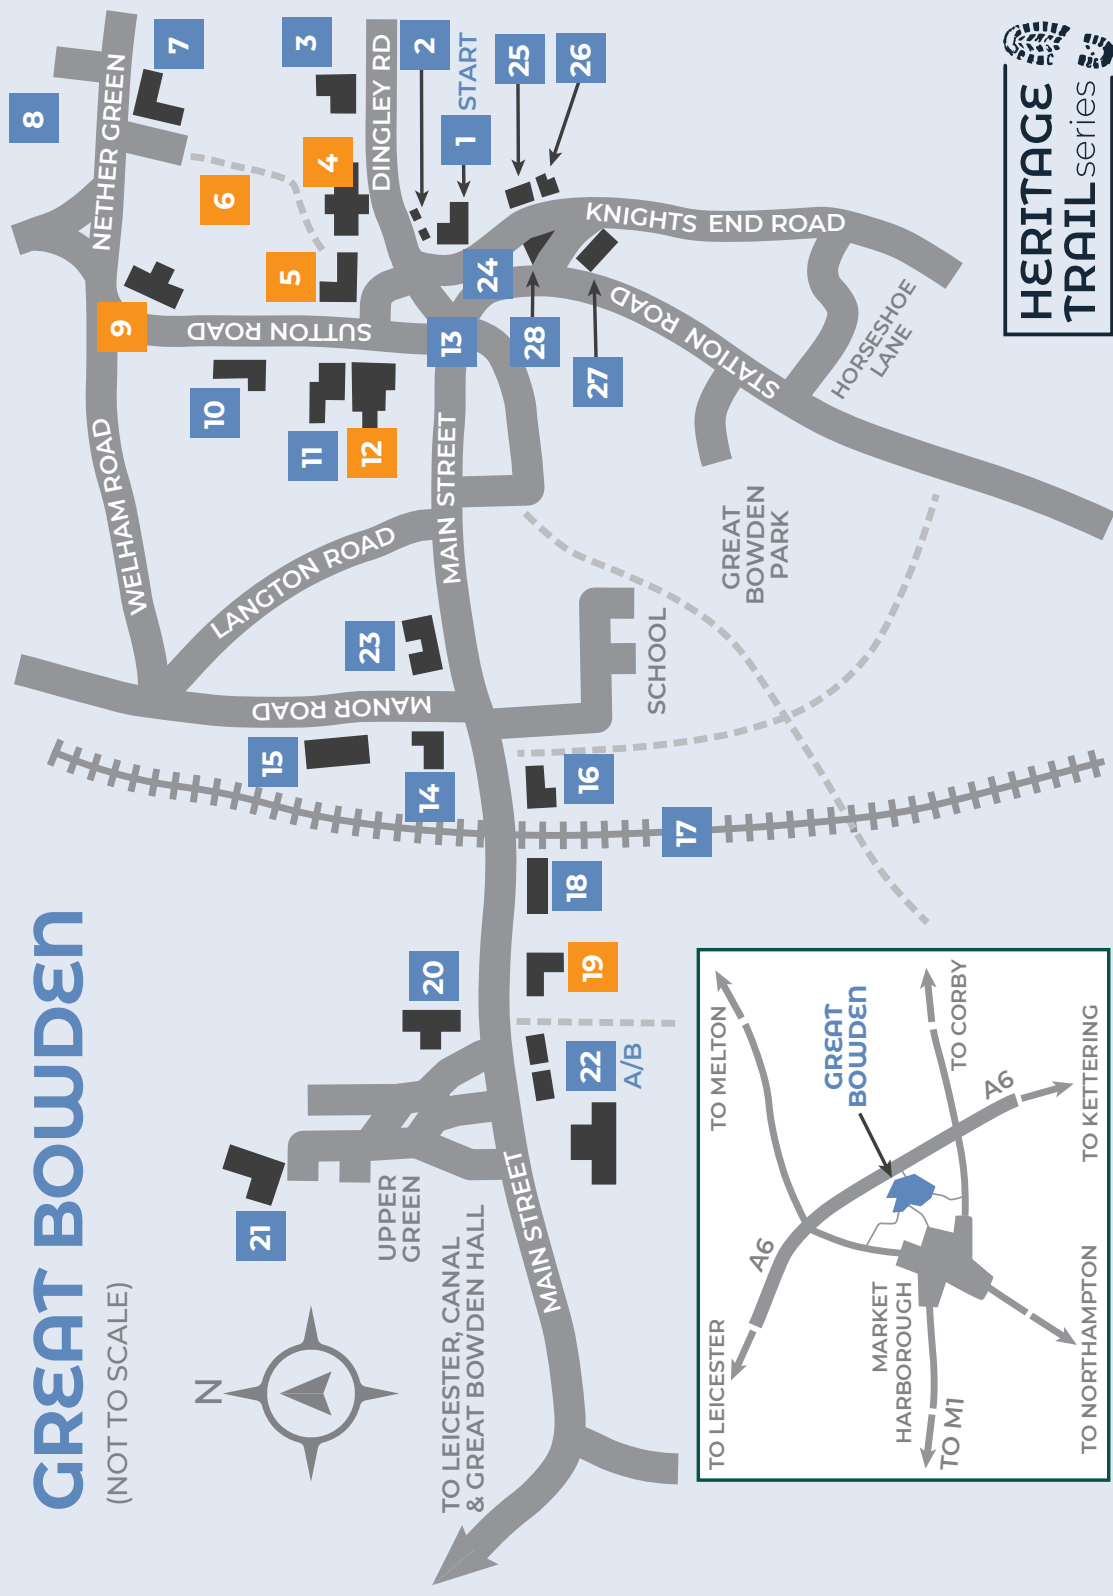 GREAT BOWDEN
(NOT TO SCALE)
N
8
7
NETHER GREEN
6
9
WELHAM ROAD
3
4
5
DINGLEY RD
2
1
START
SUTTON ROAD
10
11
12
13
24
25
26
KNIGHTS END ROAD
28
27
STATION ROAD
HORSESHOE
LANE
LANGTON ROAD
MAIN STREET
23
MANOR ROAD
15
14
16
17
SCHOOL
GREAT
BOWDEN
PARK
18
19
20
21
22
A/B
UPPER
GREEN
MAIN STREET
TO LEICESTER, CANAL
& GREAT BOWDEN HALL
TO LEICESTER
A6
TO MELTON
GREAT
BOWDEN
TO CORBY
A6
TO KETTERING
MARKET
HARBOROUGH
TO M1
TO NORTHAMPTON
HERITAGE
TRAIL series